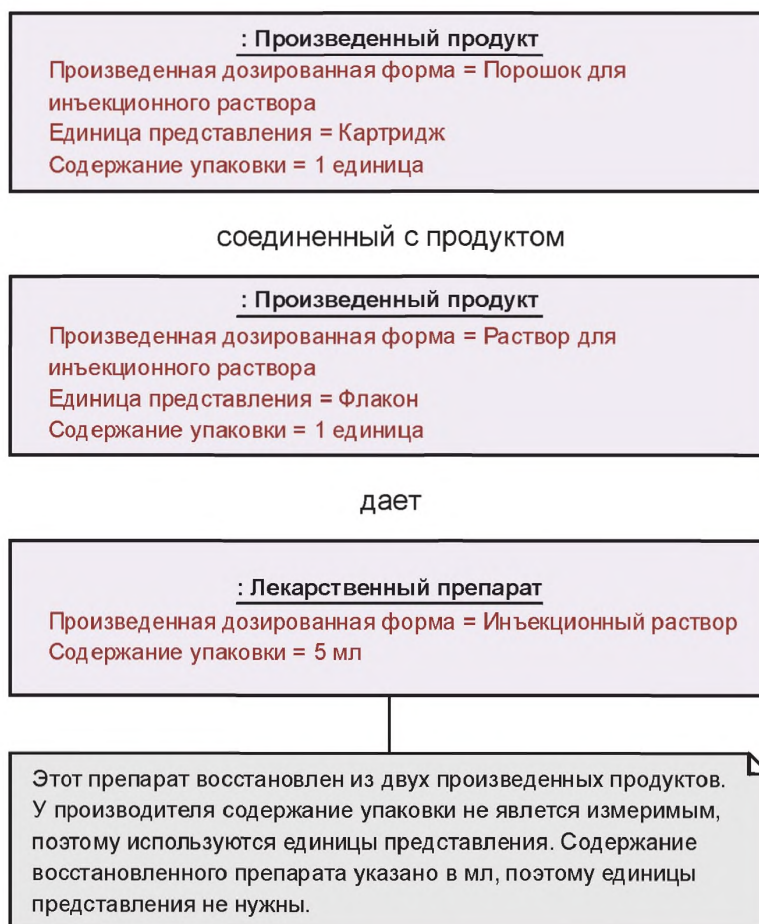 : Произведенный продукт
Произведенная дозированная форма = Порошок для
инъекционного раствора
Единица представления = Картридж
Содержание упаковки = 1 единица
соединенный с продуктом
: Произведенный продукт
Произведенная дозированная форма = Раствор для
инъекционного раствора
Единица представления = Флакон
Содержание упаковки = 1 единица
дает
: Лекарственный препарат
Произведенная дозированная форма = Инъекционный раствор
Содержание упаковки = 5 мл
Этот препарат восстановлен из двух произведенных продуктов.
У производителя содержание упаковки не явлется измеримым,
поэтому используются единицы представления. Содержание
восстановленного препарата указано в мл, поэтому единицы
представления не нужны.